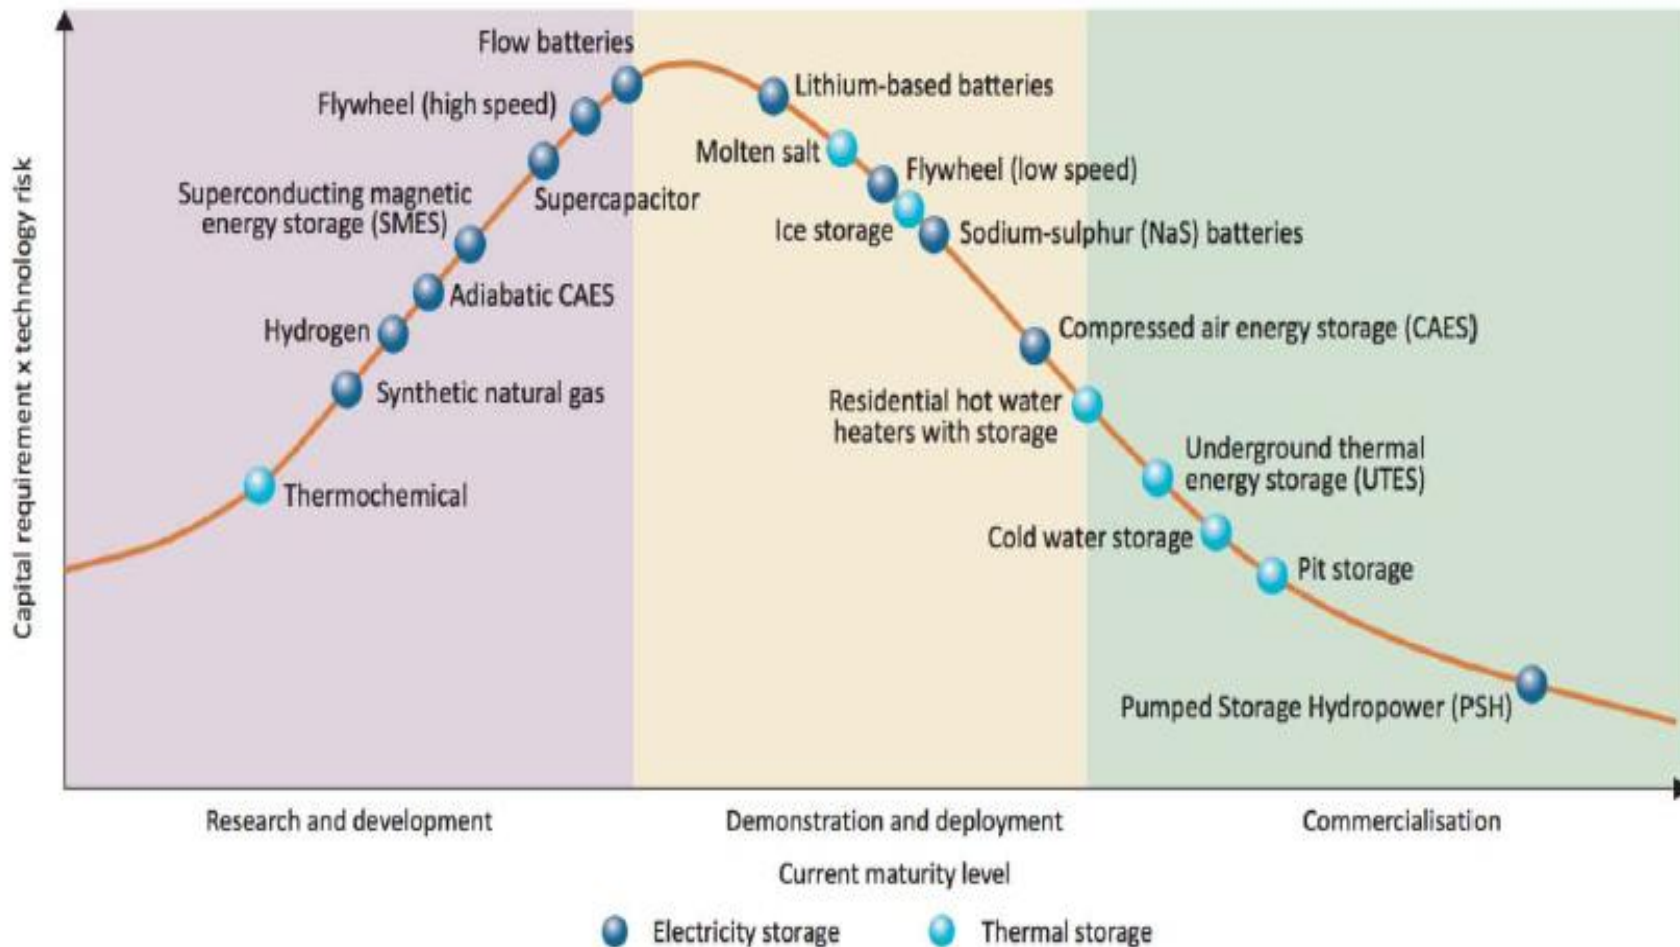 Flow batteries
Lithium-based batteries
Flywheel (high speed)
Molten salt
Flywheel (low speed)
Superconducting magnetic
energy storage (SMES)
Supercapacitor
Ice storage
Sodium-sulphur (NaS) batteries
Adiabatic CAES
Hydrogen
Compressed air energy storage (CAES)
Synthetic natural gas
Residential hot water
heaters with storage
Underground thermal
energy storage (UTES)
Thermochemical
Cold water storage
Pit storage
Pumped Storage Hydropower (PSH)
Capital requirement x technology risk
Research and development
Demonstration and deployment
Commercialisation
Current maturity level
Electricity storage
Thermal storage